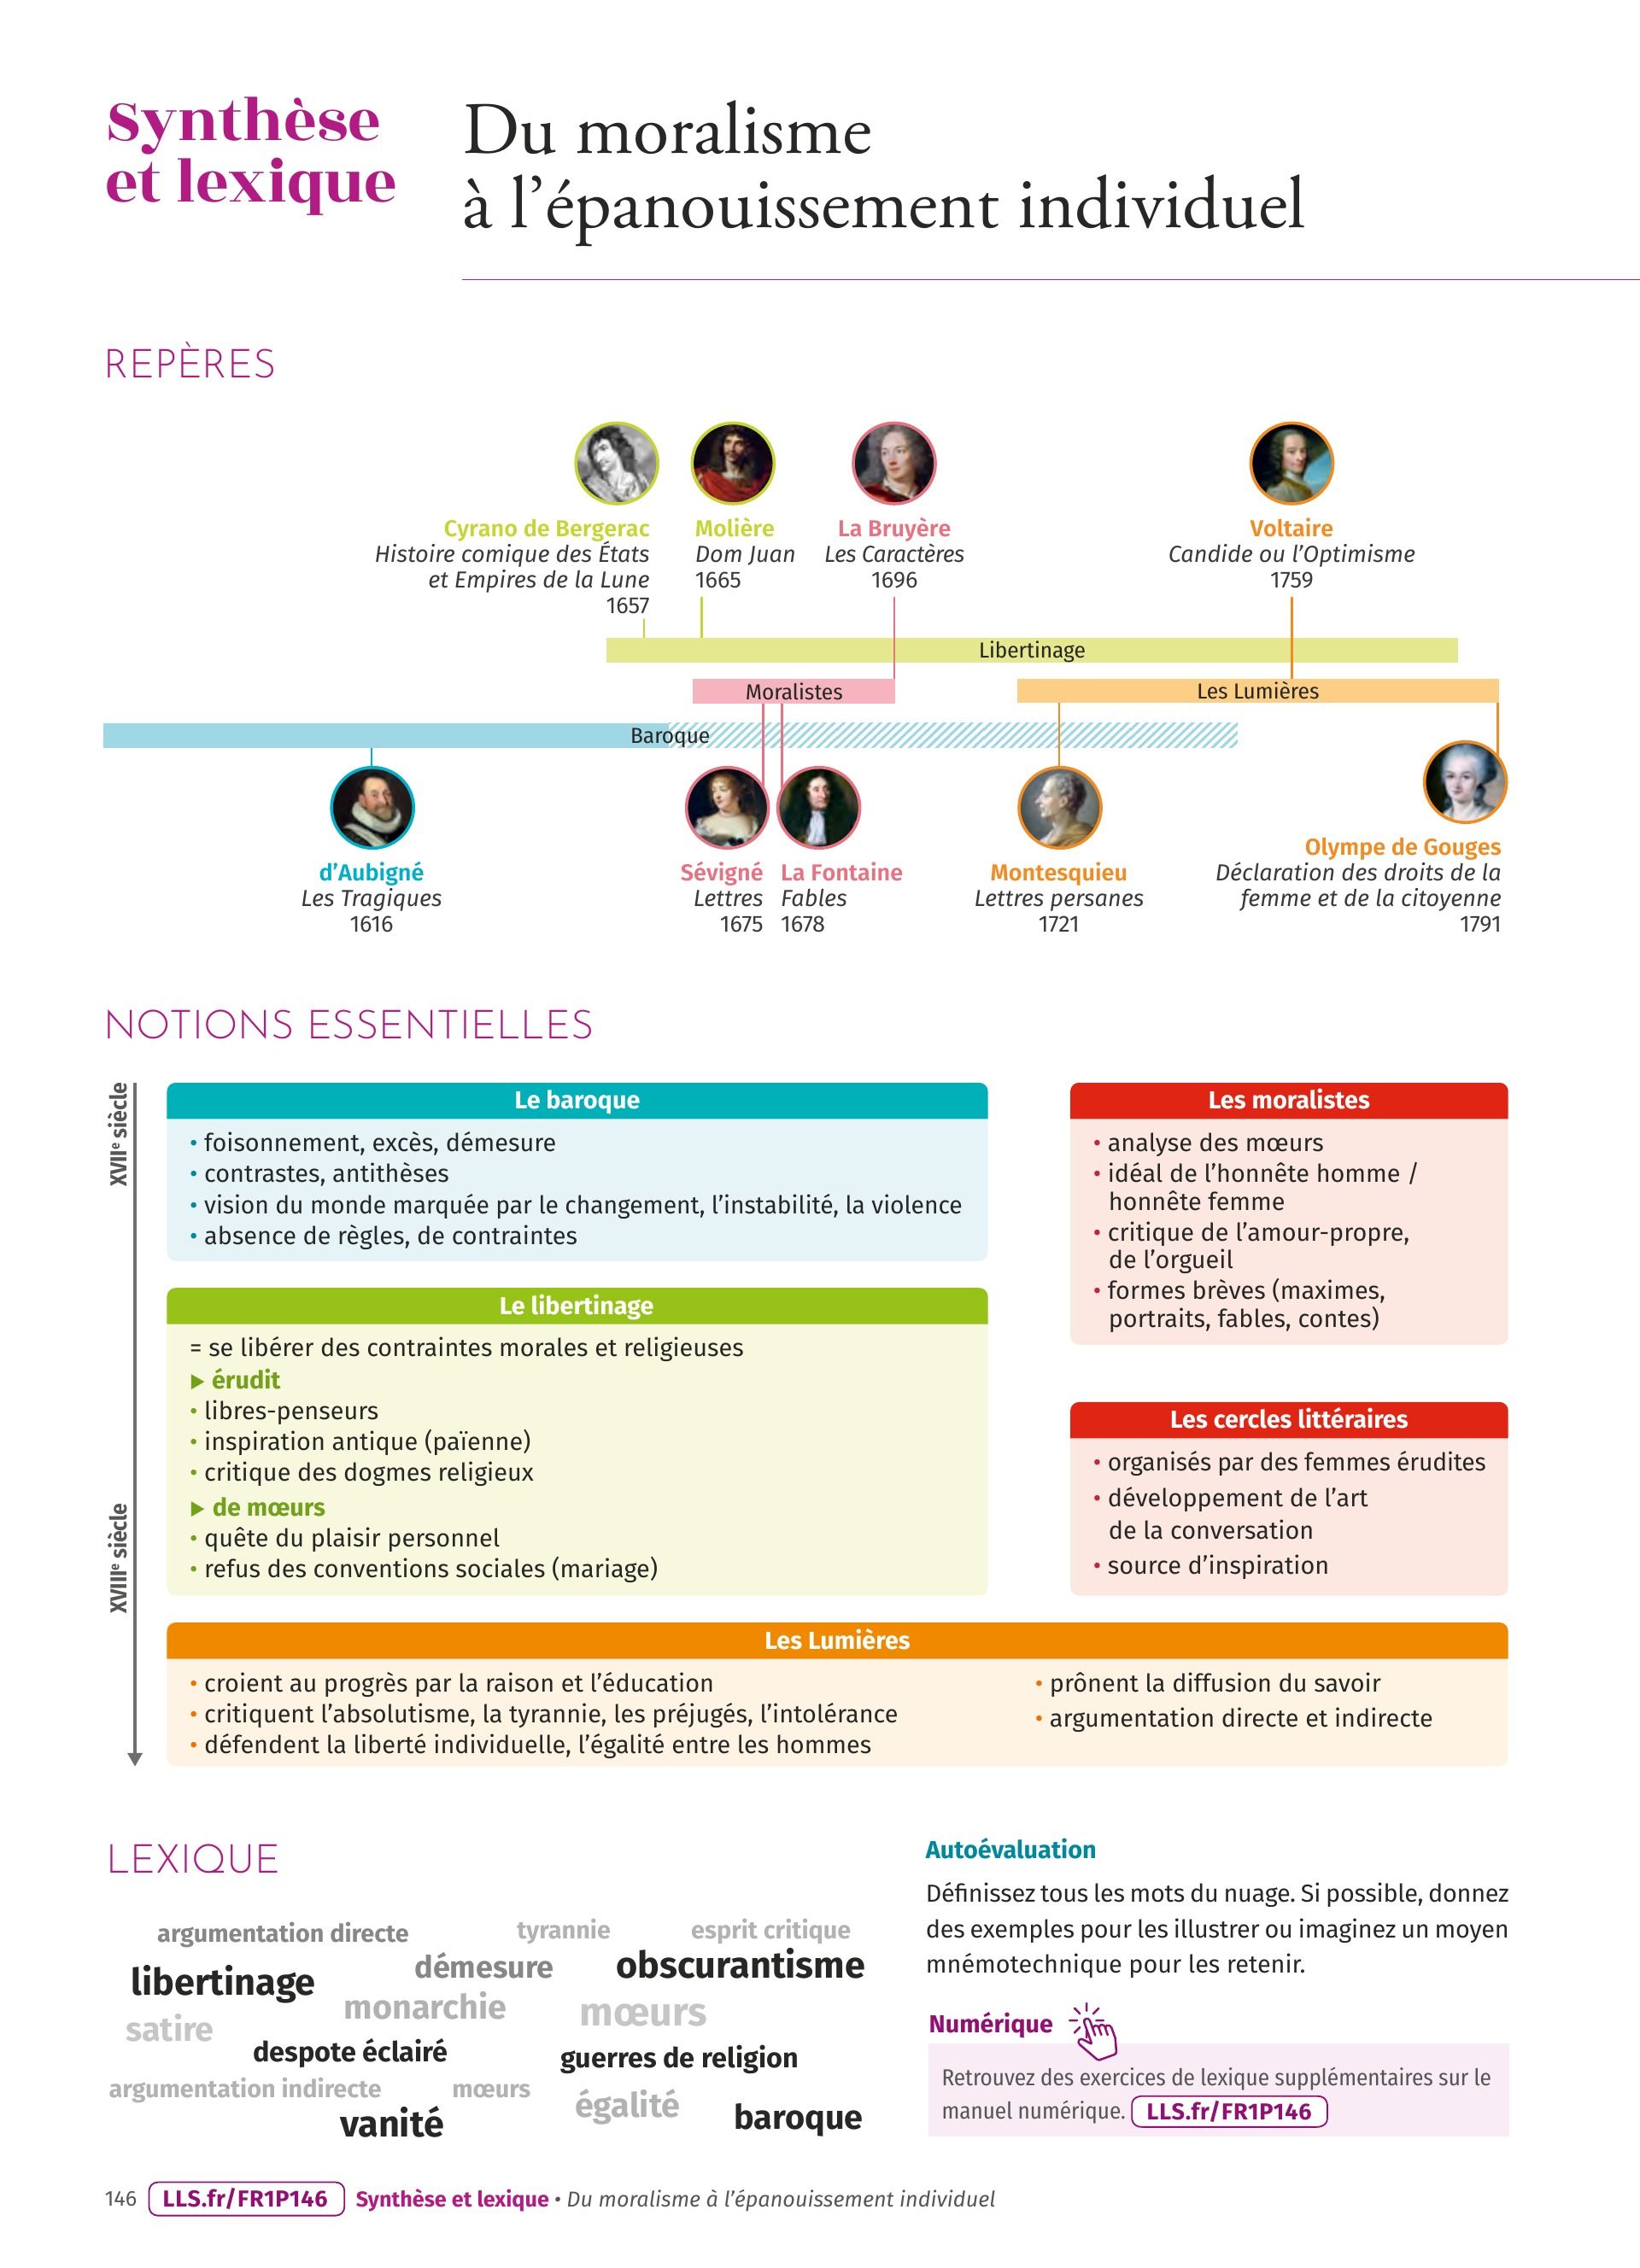 Synthèse
et lexique
Du moralisme
à l’épanouissement individuel
REPÈRES
Cyrano de Bergerac
Histoire comique des États
et Empires de la Lune
1657
Molière
Dom Juan
1665
La Bruyère
Les Caractères
1696
Voltaire
Candide ou l’Optimisme
1759
Libertinage
Moralistes
Les Lumières
Baroque
d’Aubigné
Les Tragiques
1616
Sévigné
Lettres
1675
La Fontaine
Fables
1678
Montesquieu
Lettres persanes
1721
Olympe de Gouges
Déclaration des droits de la
femme et de la citoyenne
1791
NOTIONS ESSENTIELLES
XVIIe siècle
XVIIIe siècle
Le baroque
• foisonnement, excès, démesure
• contrastes, antithèses
• vision du monde marquée par le changement, l’instabilité, la violence
• absence de règles, de contraintes
Le libertinage
= se libérer des contraintes morales et religieuses
▶ érudit
• libres-penseurs
• inspiration antique (païenne)
• critique des dogmes religieux
▶ de mœurs
• quête du plaisir personnel
• refus des conventions sociales (mariage)
Les moralistes
• analyse des mœurs
• idéal de l’honnête homme /
honnête femme
• critique de l’amour-propre,
de l’orgueil
• formes brèves (maximes,
portraits, fables, contes)
Les cercles littéraires
• organisés par des femmes érudites
• développement de l’art
de la conversation
• source d’inspiration
Les Lumières
• croient au progrès par la raison et l’éducation
• critiquent l’absolutisme, la tyrannie, les préjugés, l’intolérance
• défendent la liberté individuelle, l’égalité entre les hommes
• prônent la diffusion du savoir
• argumentation directe et indirecte
LEXIQUE
argumentation directe
tyrannie
esprit critique
libertinage
démesure
obscurantisme
monarchie
mœurs
satire
despote éclairé
guerres de religion
argumentation indirecte
mœurs
égalité
vanité
baroque
Autoévaluation
Définissez tous les mots du nuage. Si possible, donnez
des exemples pour les illustrer ou imaginez un moyen
mnémotechnique pour les retenir.
Numérique
Retrouvez des exercices de lexique supplémentaires sur le
manuel numérique. LLS.fr/FR1P146
146 LLS.fr/FR1P146 Synthèse et lexique • Du moralisme à l’épanouissement individuel